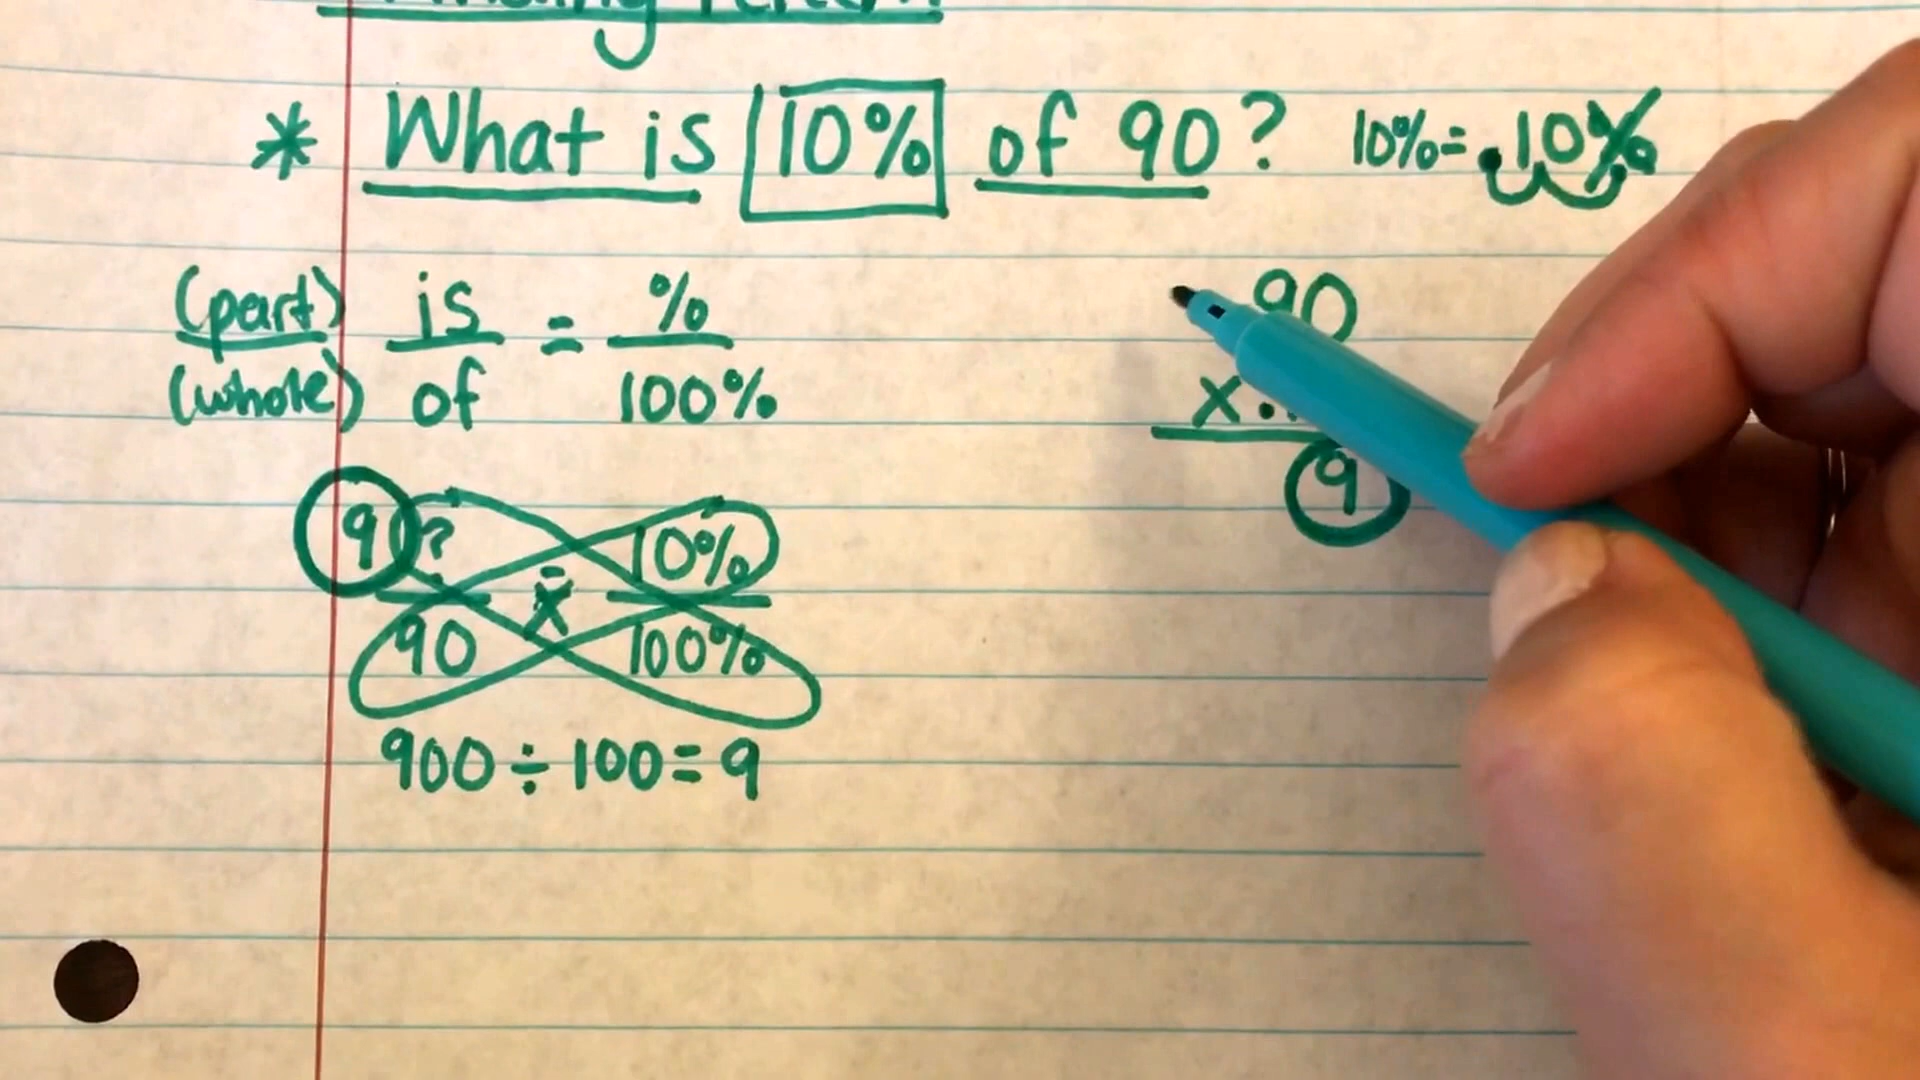 * What is 10% of 90? 10%= .10%
(part) is = %
(whole) of 100%
90
x .
9
9 ? 10%
÷
x
90 100%
900 ÷ 100 = 9